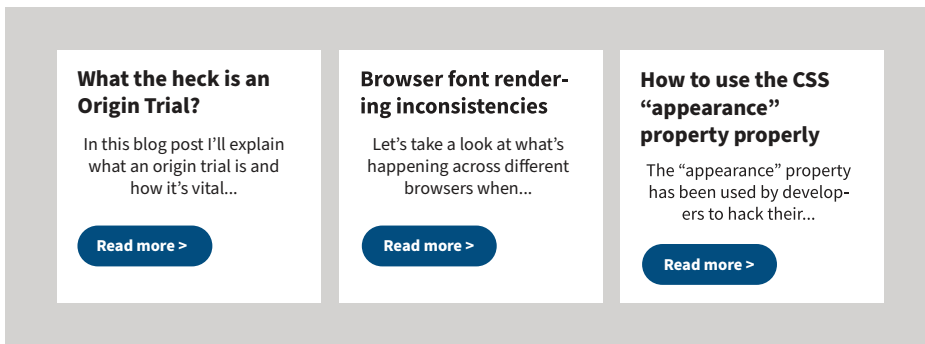 What the heck is an
Origin Trial?
In this blog post I’ll explain
what an origin trial is and
how it’s vital...
Read more >
Browser font render-
ing inconsistencies
Let’s take a look at what’s
happening across different
browsers when...
Read more >
How to use the CSS
“appearance”
property properly
The “appearance” property
has been used by develop-
ers to hack their...
Read more >